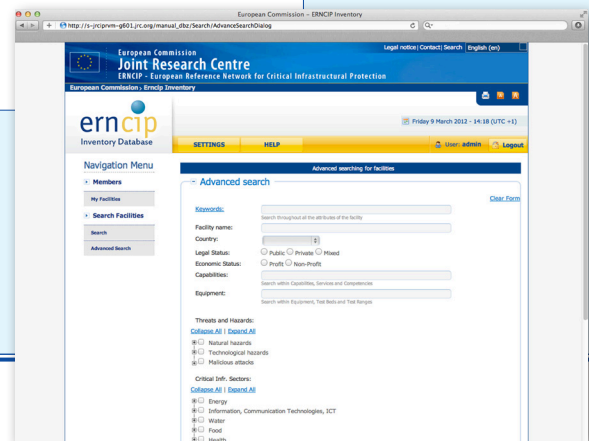 European Commission - ERNCIP Inventory
http://s-jrciprvm-g601.jrc.org/manual_dbz/Search/AdvanceSearchDialog
Legal notice | Contact | Search English (en)
European Commission
Joint Research Centre
ERNCIP - European Reference Network for Critical Infrastructural Protection
European Commission > Erncip Inventory
Friday 9 March 2012 - 14:18 (UTC +1)
erncip
Inventory Database
SETTINGS HELP User: admin Logout
Navigation Menu
Members
My Facilities
Search Facilities
Search
Advanced Search
Advanced searching for facilities
Advanced search
Clear Form
Keywords:
Search throughout all the attributes of the facility
Facility name:
Country:
Legal Status: Public Private Mixed
Economic Status: Profit Non-Profit
Capabilities:
Search within Capabilities, Services and Competencies
Equipment:
Search within Equipment, Test Beds and Test Ranges
Threats and Hazards:
Collapse All | Expand All
Natural hazards
Technological hazards
Malicious attacks
Critical Infr. Sectors:
Collapse All | Expand All
Energy
Information, Communication Technologies, ICT
Water
Food
Health